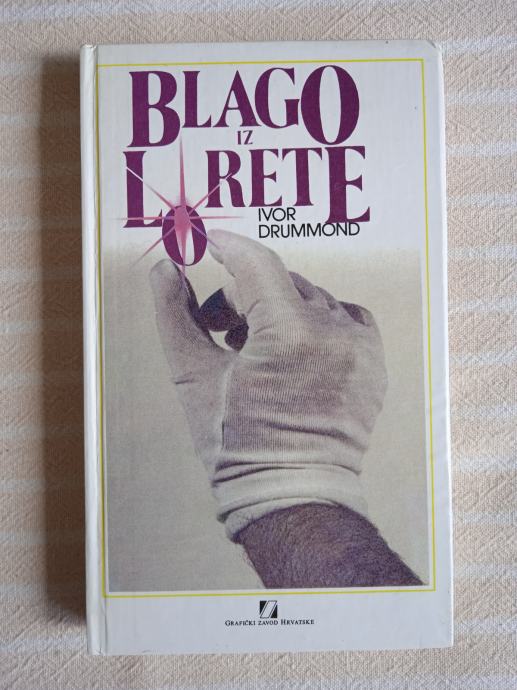 BLAGO
IZ
LORETE
IVOR
DRUMMOND
GRAFIČKI ZAVOD HRVATSKE